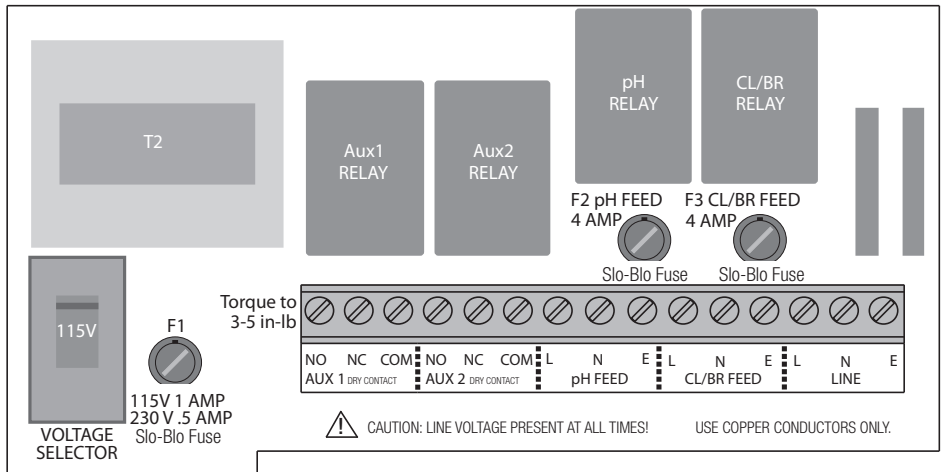 T2
Aux1
RELAY
Aux2
RELAY
pH
RELAY
CL/BR
RELAY
F2 pH FEED
4 AMP
Slo-Blo Fuse
F3 CL/BR FEED
4 AMP
Slo-Blo Fuse
115V
VOLTAGE
SELECTOR
F1
115V 1 AMP
230 V .5 AMP
Slo-Blo Fuse
Torque to
3-5 in-lb
NO NC COM NO NC COM L N E L N E L N E
AUX 1 DRY CONTACT AUX 2 DRY CONTACT pH FEED CL/BR FEED LINE
CAUTION: LINE VOLTAGE PRESENT AT ALL TIMES! USE COPPER CONDUCTORS ONLY.